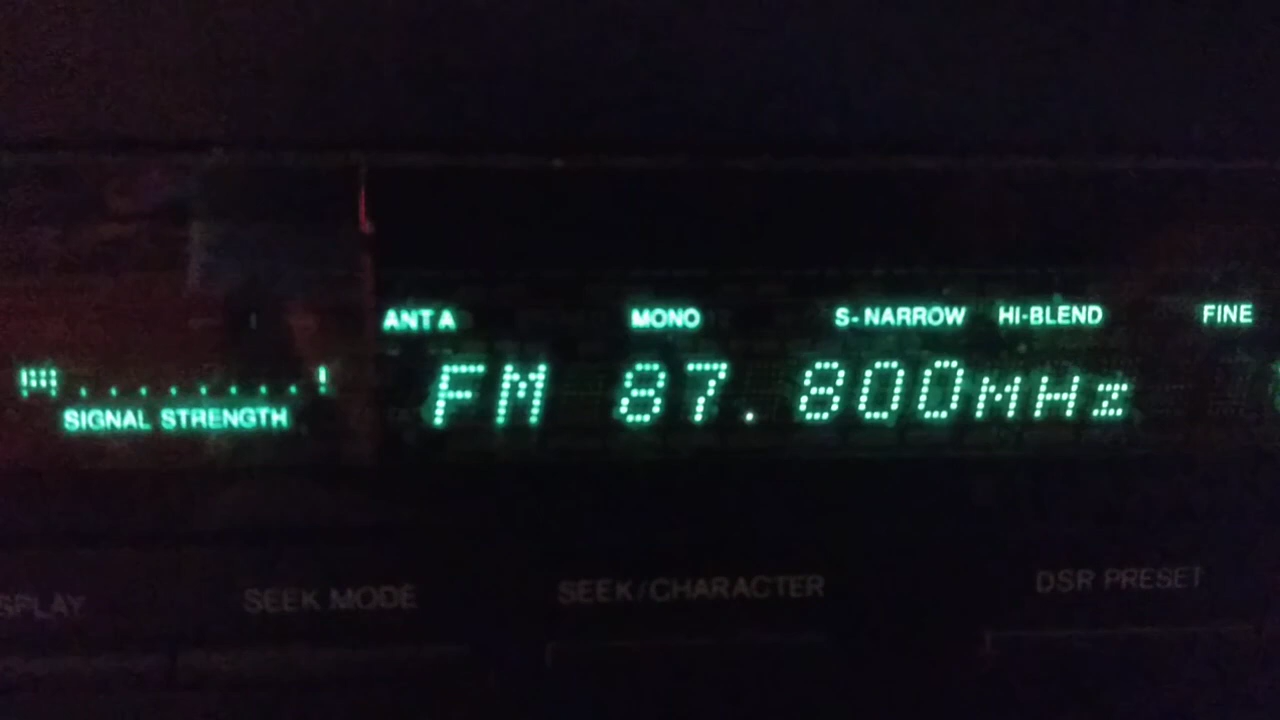 ANT A MONO S-NARROW HI-BLEND FINE
FM 87.800MHz
SIGNAL STRENGTH
SEEK MODE SEEK/CHARACTER DSR PRESET